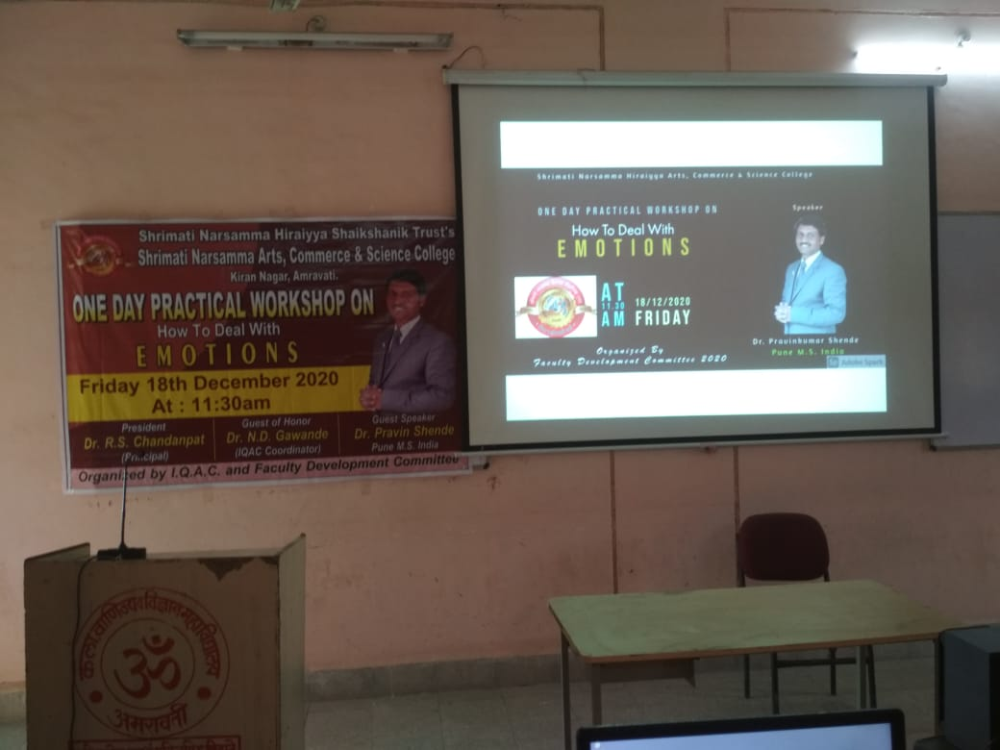 Shrimati Narsamma Hiraiyya Shaikshanik Trust's
Shrimati Narsamma Arts, Commerce & Science College
Kiran Nagar, Amravati.
ONE DAY PRACTICAL WORKSHOP ON
How To Deal With
EMOTIONS
Friday 18th December 2020
At : 11:30am
President
Dr. R.S. Chandanpat
(Principal)
Guest of Honor
Dr. N.D. Gawande
(IQAC Coordinator)
Guest Speaker
Dr. Pravin Shende
Pune M.S. India
Organized by I.Q.A.C. and Faculty Development Committee
Shrimati Narsamma Hiraiyya Arts, Commerce & Science College
ONE DAY PRACTICAL WORKSHOP ON
How To Deal With
EMOTIONS
AT
11.30
AM
18/12/2020
FRIDAY
Organized By
Faculty Development Committee 2020
Speaker
Dr. Pravinkumar Shende
Pune M.S. India
Adobe Spark
कला वाणिज्य व विज्ञान महाविद्यालय
ॐ
अमरावती